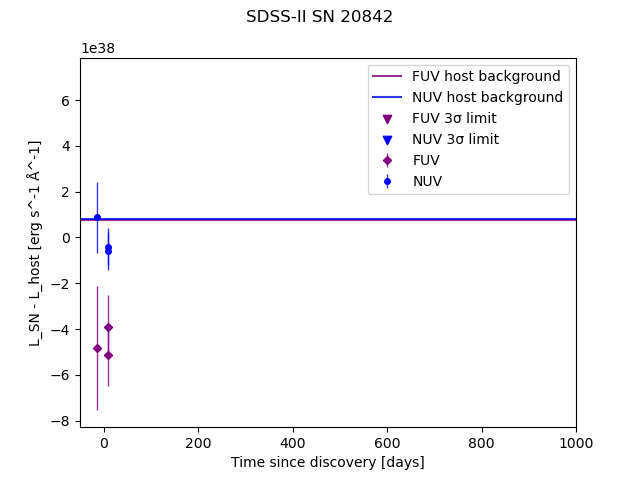 SDSS-II SN 20842
1e38
FUV host background
NUV host background
FUV 3σ limit
NUV 3σ limit
FUV
NUV
L_SN - L_host [erg s^-1 Å^-1]
6
4
2
0
−2
−4
−6
−8
0
200
400
600
800
1000
Time since discovery [days]